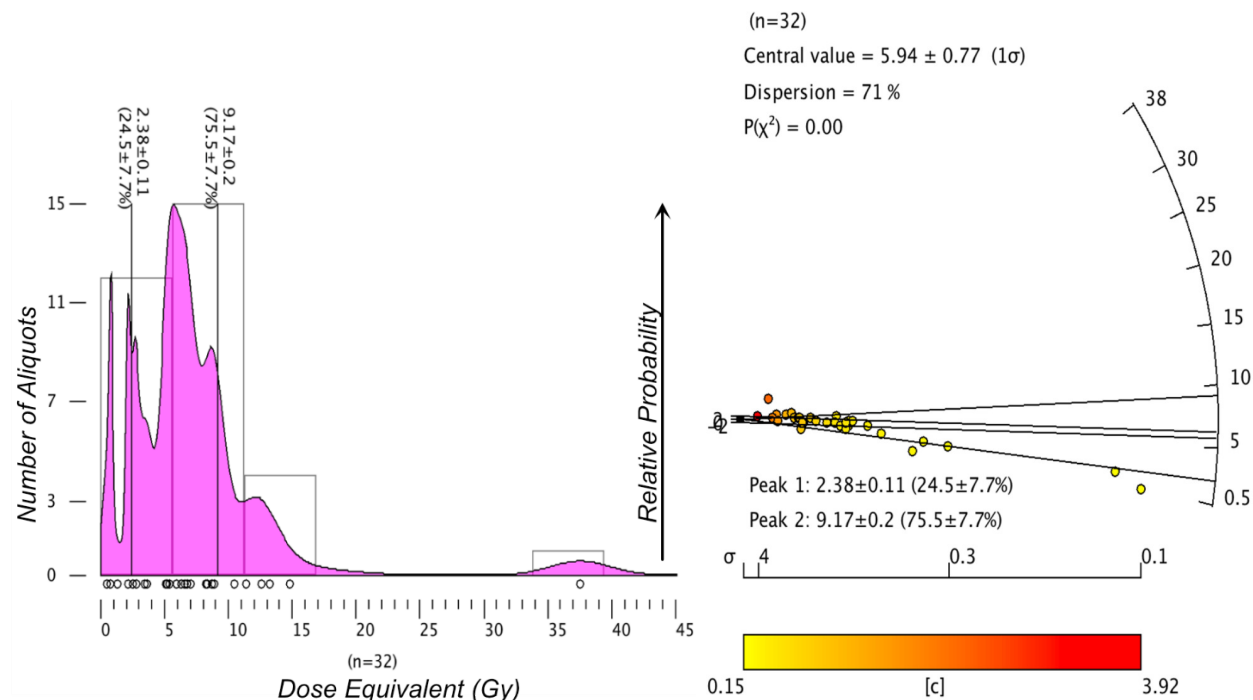 2.38±0.11
(24.5±7.7%)
9.17±0.2
(75.5±7.7%)
15
11
7
3
0
Number of Aliquots
0 5 10 15 20 25 30 35 40 45
(n=32)
Dose Equivalent (Gy)
Relative Probability
(n=32)
Central value = 5.94 ± 0.77 (1σ)
Dispersion = 71 %
P(χ²) = 0.00
38
30
25
20
15
10
5
0.5
Peak 1: 2.38±0.11 (24.5±7.7%)
Peak 2: 9.17±0.2 (75.5±7.7%)
σ 4 0.3 0.1
0.15 [c] 3.92